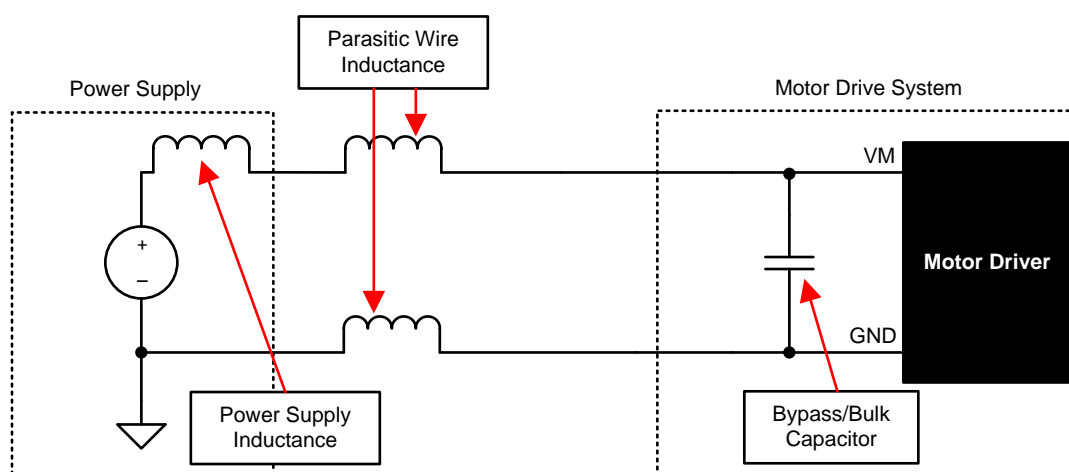 Parasitic Wire
Inductance
Power Supply
Motor Drive System
VM
+
–
Motor Driver
GND
Power Supply
Inductance
Bypass/Bulk
Capacitor